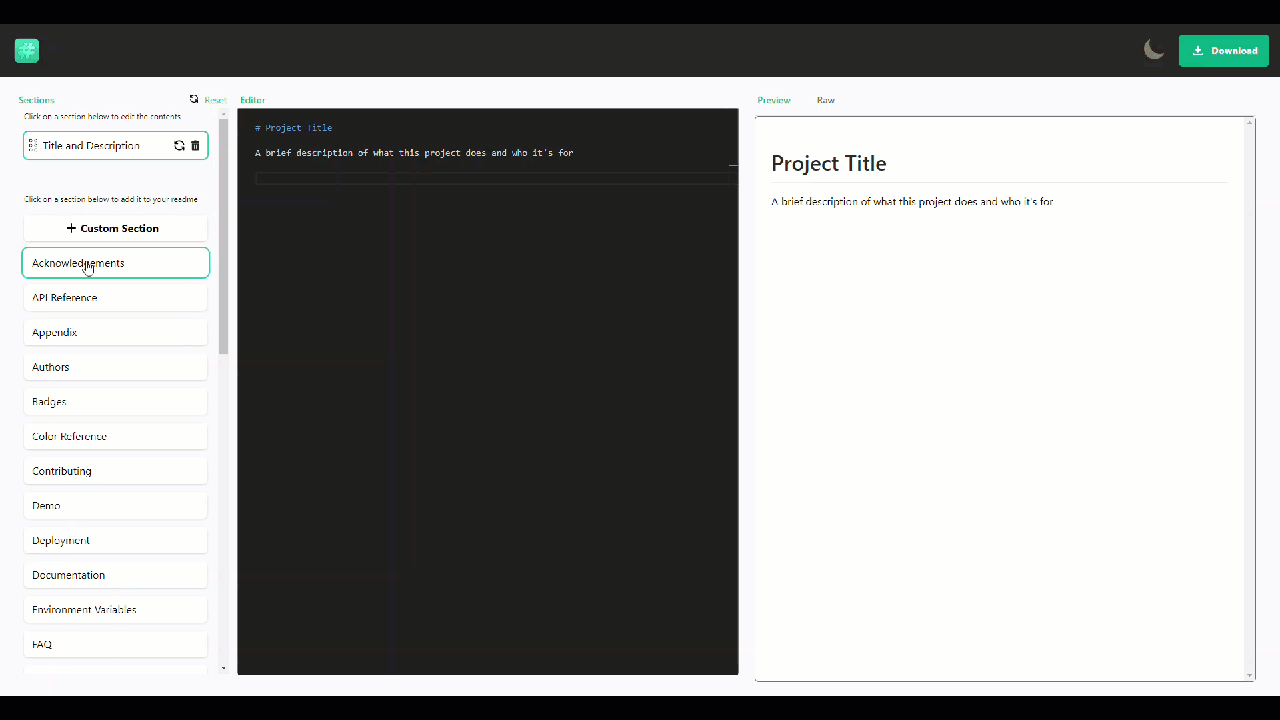 Download
Sections
Reset
Editor
Preview
Raw
Click on a section below to edit the contents
Title and Description
Click on a section below to add it to your readme
+ Custom Section
Acknowledgements
API Reference
Appendix
Authors
Badges
Color Reference
Contributing
Demo
Deployment
Documentation
Environment Variables
FAQ
# Project Title
A brief description of what this project does and who it's for
Project Title
A brief description of what this project does and who it's for